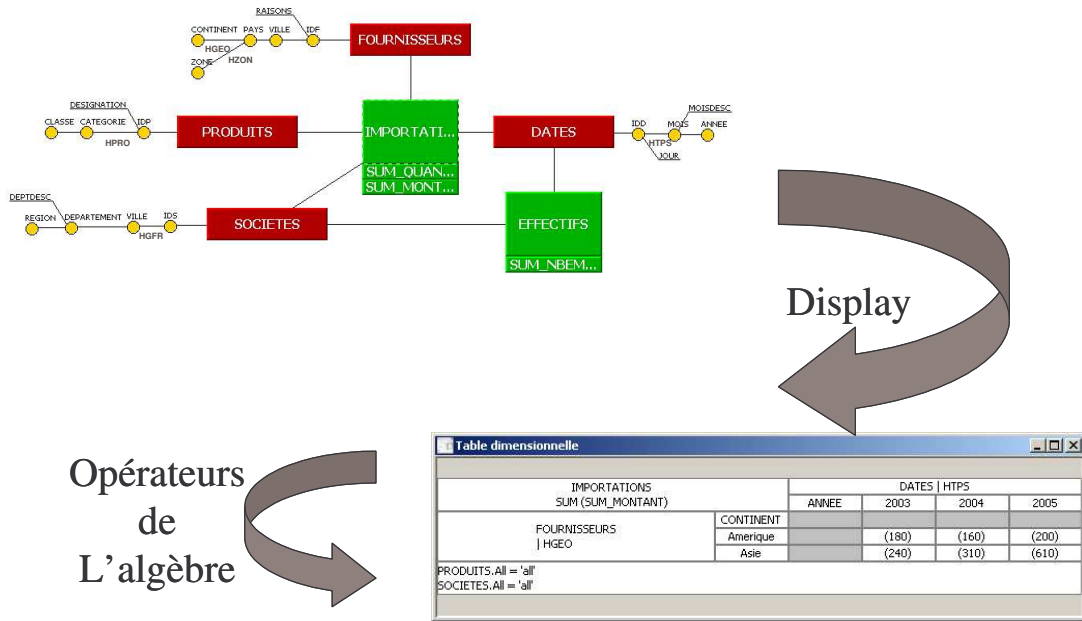 RAISONS
CONTINENT PAYS VILLE IDF
HGEO
HZON
ZONE
FOURNISSEURS
DESIGNATION
CLASSE CATEGORIE IDP
HPRO
PRODUITS
IMPORTATI...
SUM_QUAN...
SUM_MONT...
DATES
MOISDESC
IDD MOIS ANNEE
HTPS
JOUR
DEPTDESC
REGION DEPARTEMENT VILLE IDS
HGFR
SOCIETES
EFFECTIFS
SUM_NBEM...
Display
Opérateurs
de
L'algèbre
Table dimensionnelle
IMPORTATIONS
SUM (SUM_MONTANT)
DATES | HTPS
ANNEE 2003 2004 2005
FOURNISSEURS
| HGEO
CONTINENT
Amerique (180) (160) (200)
Asie (240) (310) (610)
PRODUITS.All = 'all'
SOCIETES.All = 'all'